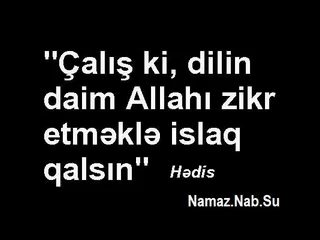 "Çalış ki, dilin
daim Allahı zikr
etməklə islaq
qalsın" Hədis
Namaz.Nab.Su